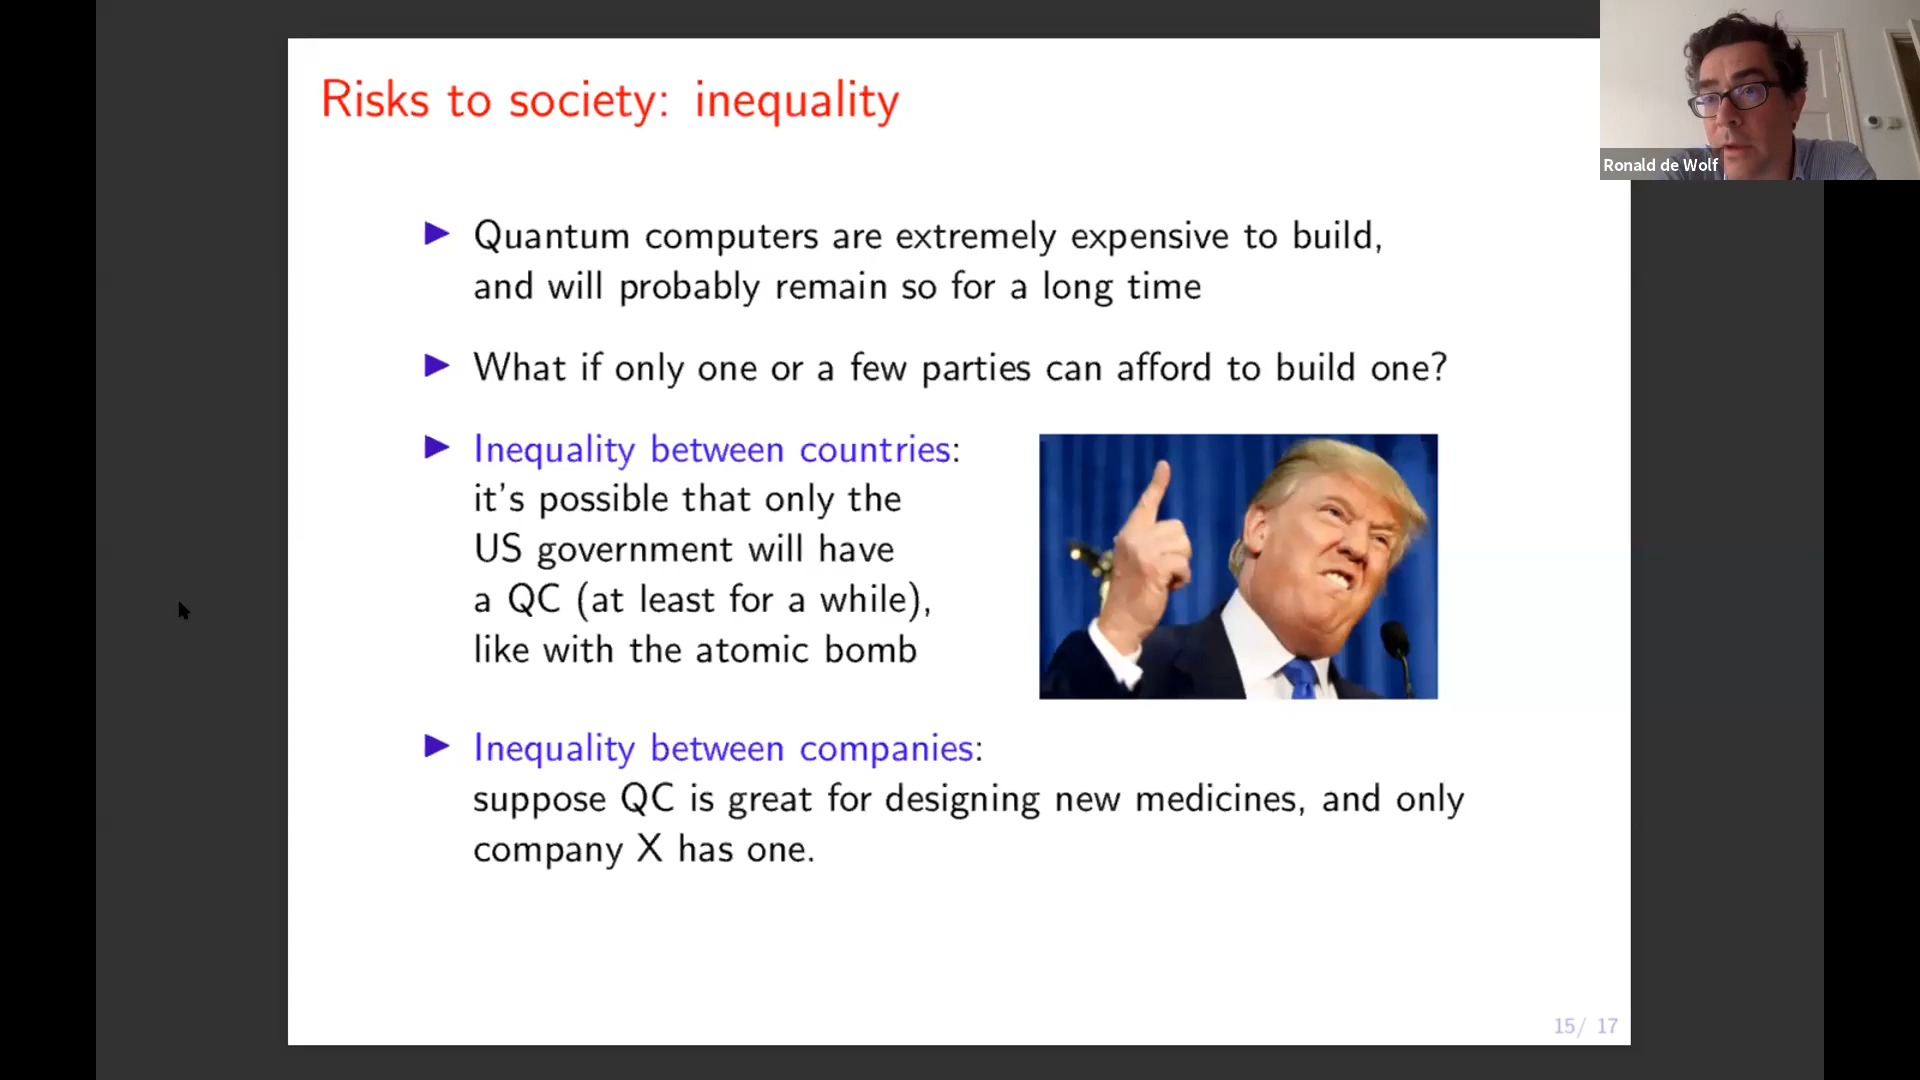 Risks to society: inequality
Ronald de Wolf
▶ Quantum computers are extremely expensive to build,
and will probably remain so for a long time
▶ What if only one or a few parties can afford to build one?
▶ Inequality between countries:
it's possible that only the
US government will have
a QC (at least for a while),
like with the atomic bomb
▶ Inequality between companies:
suppose QC is great for designing new medicines, and only
company X has one.
15/ 17